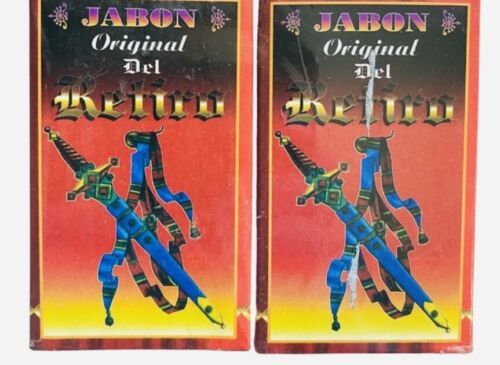 JABON
Original
Del
Retiro
JABON
Original
Del
Retiro